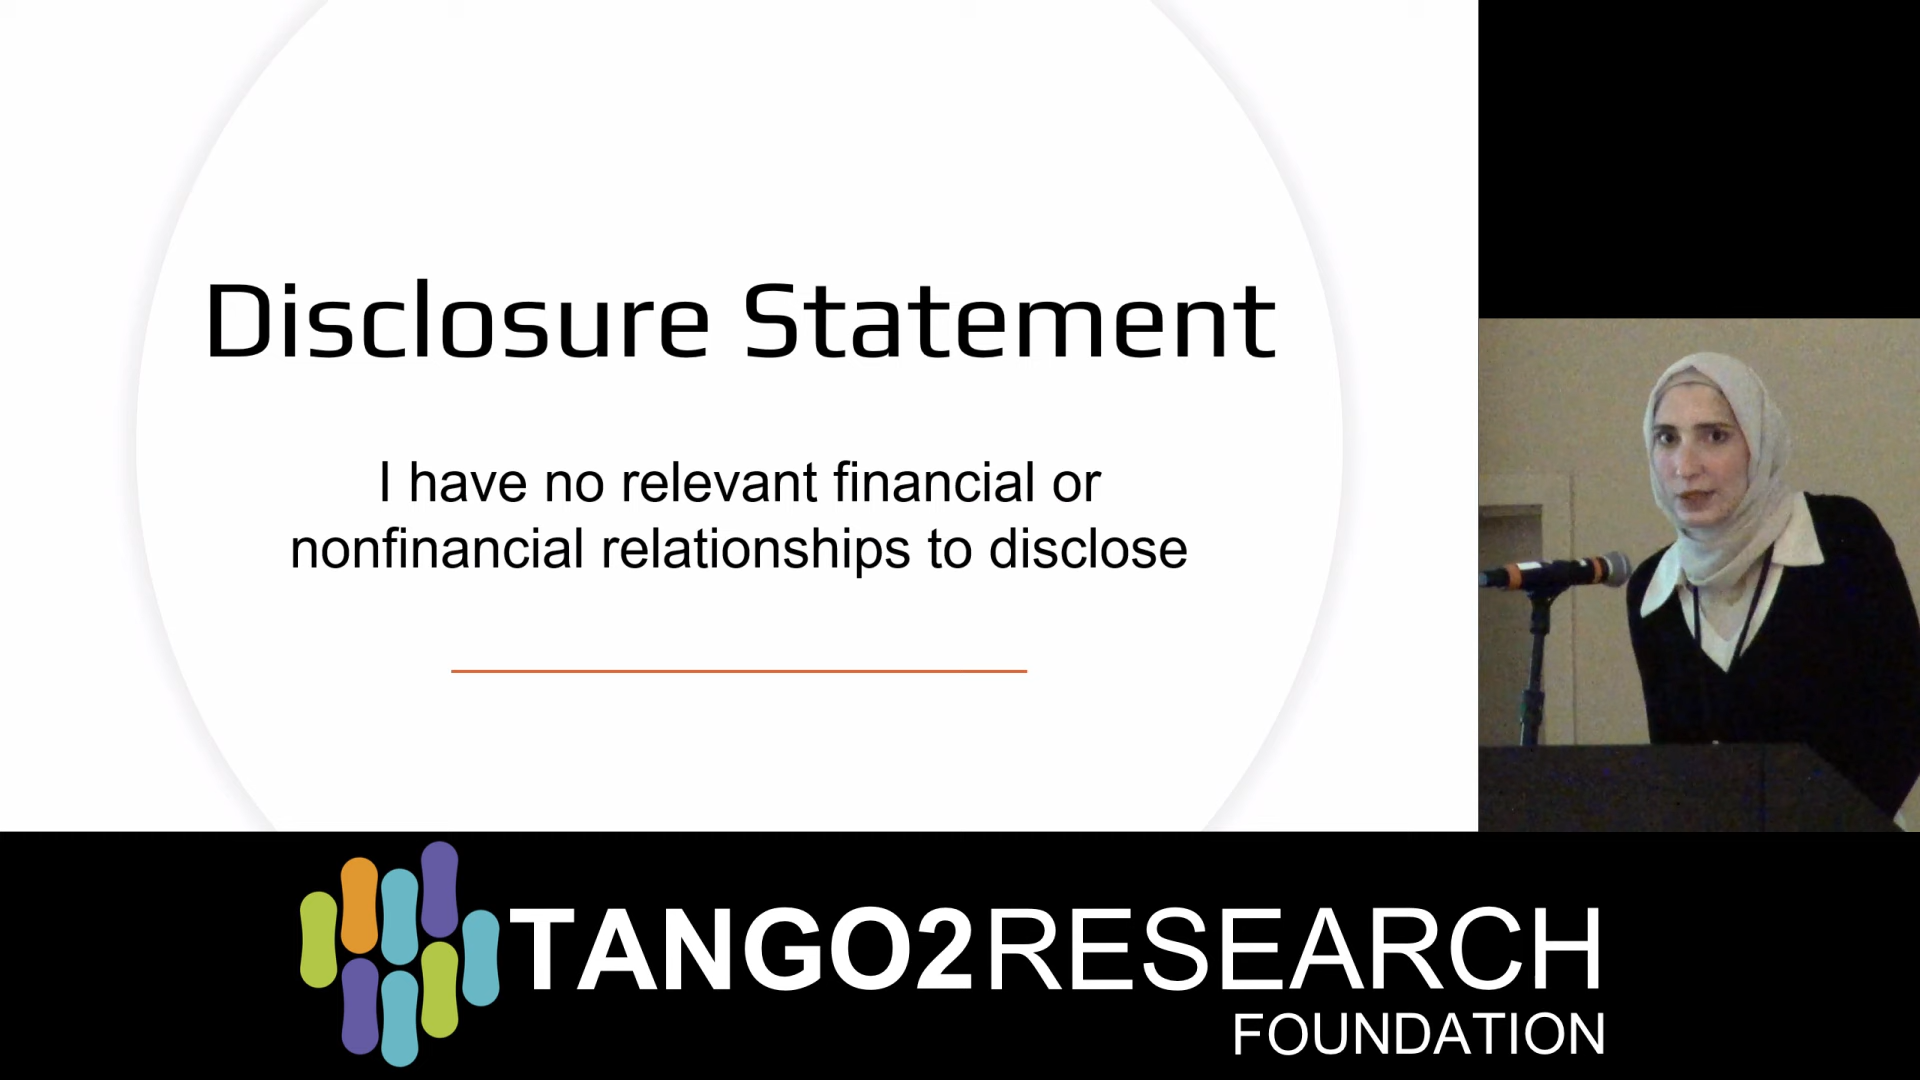 Disclosure Statement
I have no relevant financial or
nonfinancial relationships to disclose
TANGO2RESEARCH
FOUNDATION